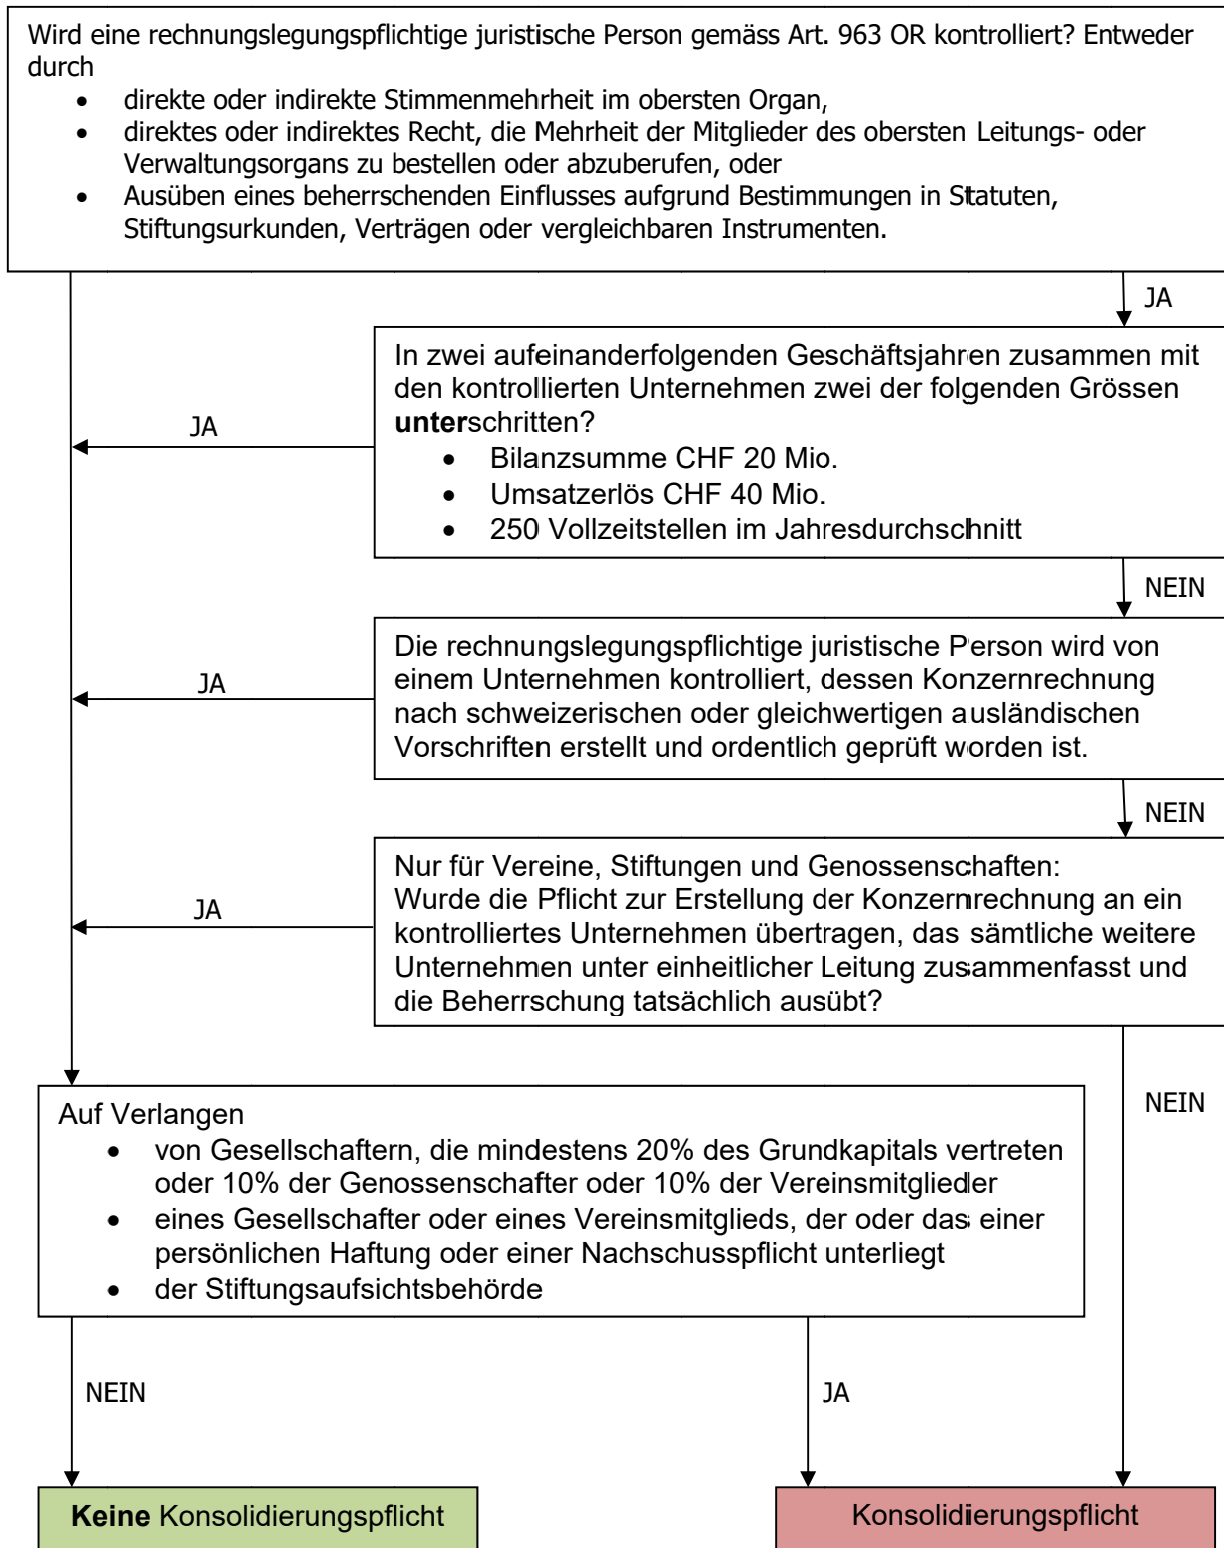 Wird eine rechnungslegungspflichtige juristische Person gemäss Art. 963 OR kontrolliert? Entweder
durch
• direkte oder indirekte Stimmenmehrheit im obersten Organ,
• direktes oder indirektes Recht, die Mehrheit der Mitglieder des obersten Leitungs- oder
Verwaltungsorgans zu bestellen oder abzuberufen, oder
• Ausüben eines beherrschenden Einflusses aufgrund Bestimmungen in Statuten,
Stiftungsurkunden, Verträgen oder vergleichbaren Instrumenten.
JA
In zwei aufeinanderfolgenden Geschäftsjahren zusammen mit
den kontrollierten Unternehmen zwei der folgenden Grössen
unterschritten?
JA
• Bilanzsumme CHF 20 Mio.
• Umsatzerlös CHF 40 Mio.
• 250 Vollzeitstellen im Jahresdurchschnitt
NEIN
Die rechnungslegungspflichtige juristische Person wird von
einem Unternehmen kontrolliert, dessen Konzernrechnung
nach schweizerischen oder gleichwertigen ausländischen
Vorschriften erstellt und ordentlich geprüft worden ist.
JA
NEIN
Nur für Vereine, Stiftungen und Genossenschaften:
Wurde die Pflicht zur Erstellung der Konzernrechnung an ein
kontrolliertes Unternehmen übertragen, das sämtliche weitere
Unternehmen unter einheitlicher Leitung zusammenfasst und
die Beherrschung tatsächlich ausübt?
JA
NEIN
Auf Verlangen
• von Gesellschaftern, die mindestens 20% des Grundkapitals vertreten
oder 10% der Genossenschafter oder 10% der Vereinsmitglieder
• eines Gesellschafter oder eines Vereinsmitglieds, der oder das einer
persönlichen Haftung oder einer Nachschusspflicht unterliegt
• der Stiftungsaufsichtsbehörde
NEIN
JA
Keine Konsolidierungspflicht
Konsolidierungspflicht